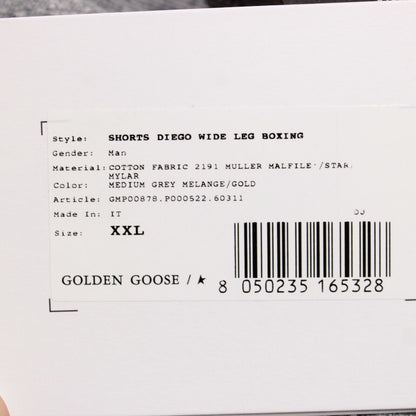 Style: SHORTS DIEGO WIDE LEG BOXING
Gender: Man
Material: COTTON FABRIC 2191 MULLER MALFILE'/STAR,
MYLAR
Color: MEDIUM GREY MELANGE/GOLD
Article: GMP00878.P000522.60311
Made In: IT
DJ
Size: XXL
GOLDEN GOOSE / ★
8 050235 165328